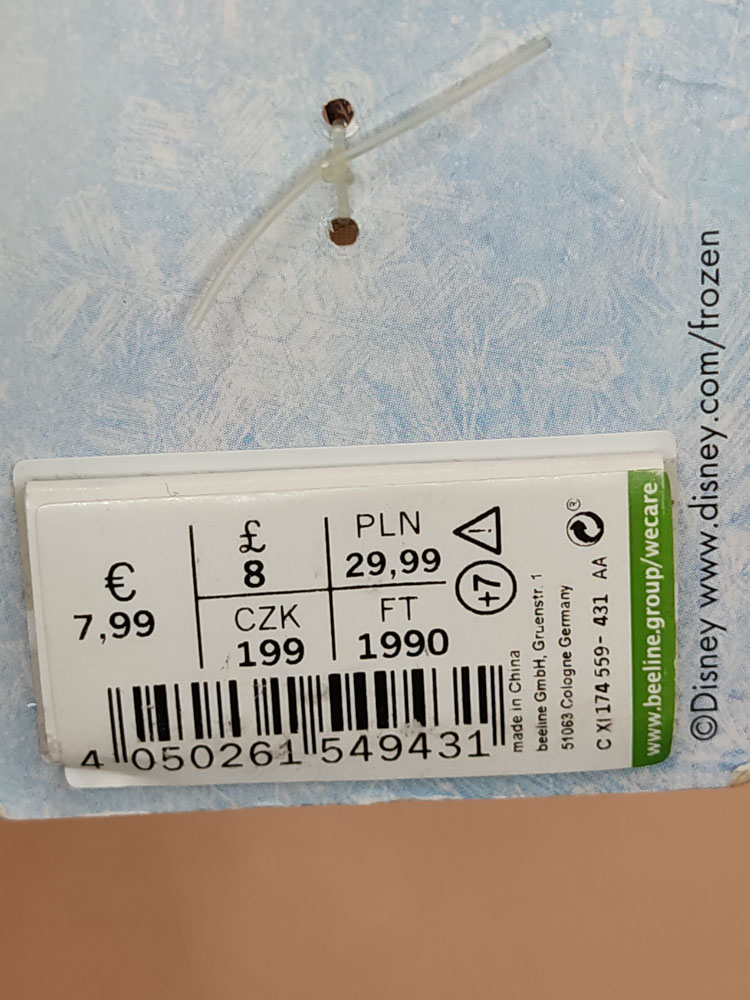 €
7,99
£
8
PLN
29,99
CZK
199
FT
1990
+7
4 050261 549431
made in China
beeline GmbH, Gruenstr. 1
51063 Cologne Germany
C XI 174 559- 431 AA
www.beeline.group/wecare
©Disney www.disney.com/frozen